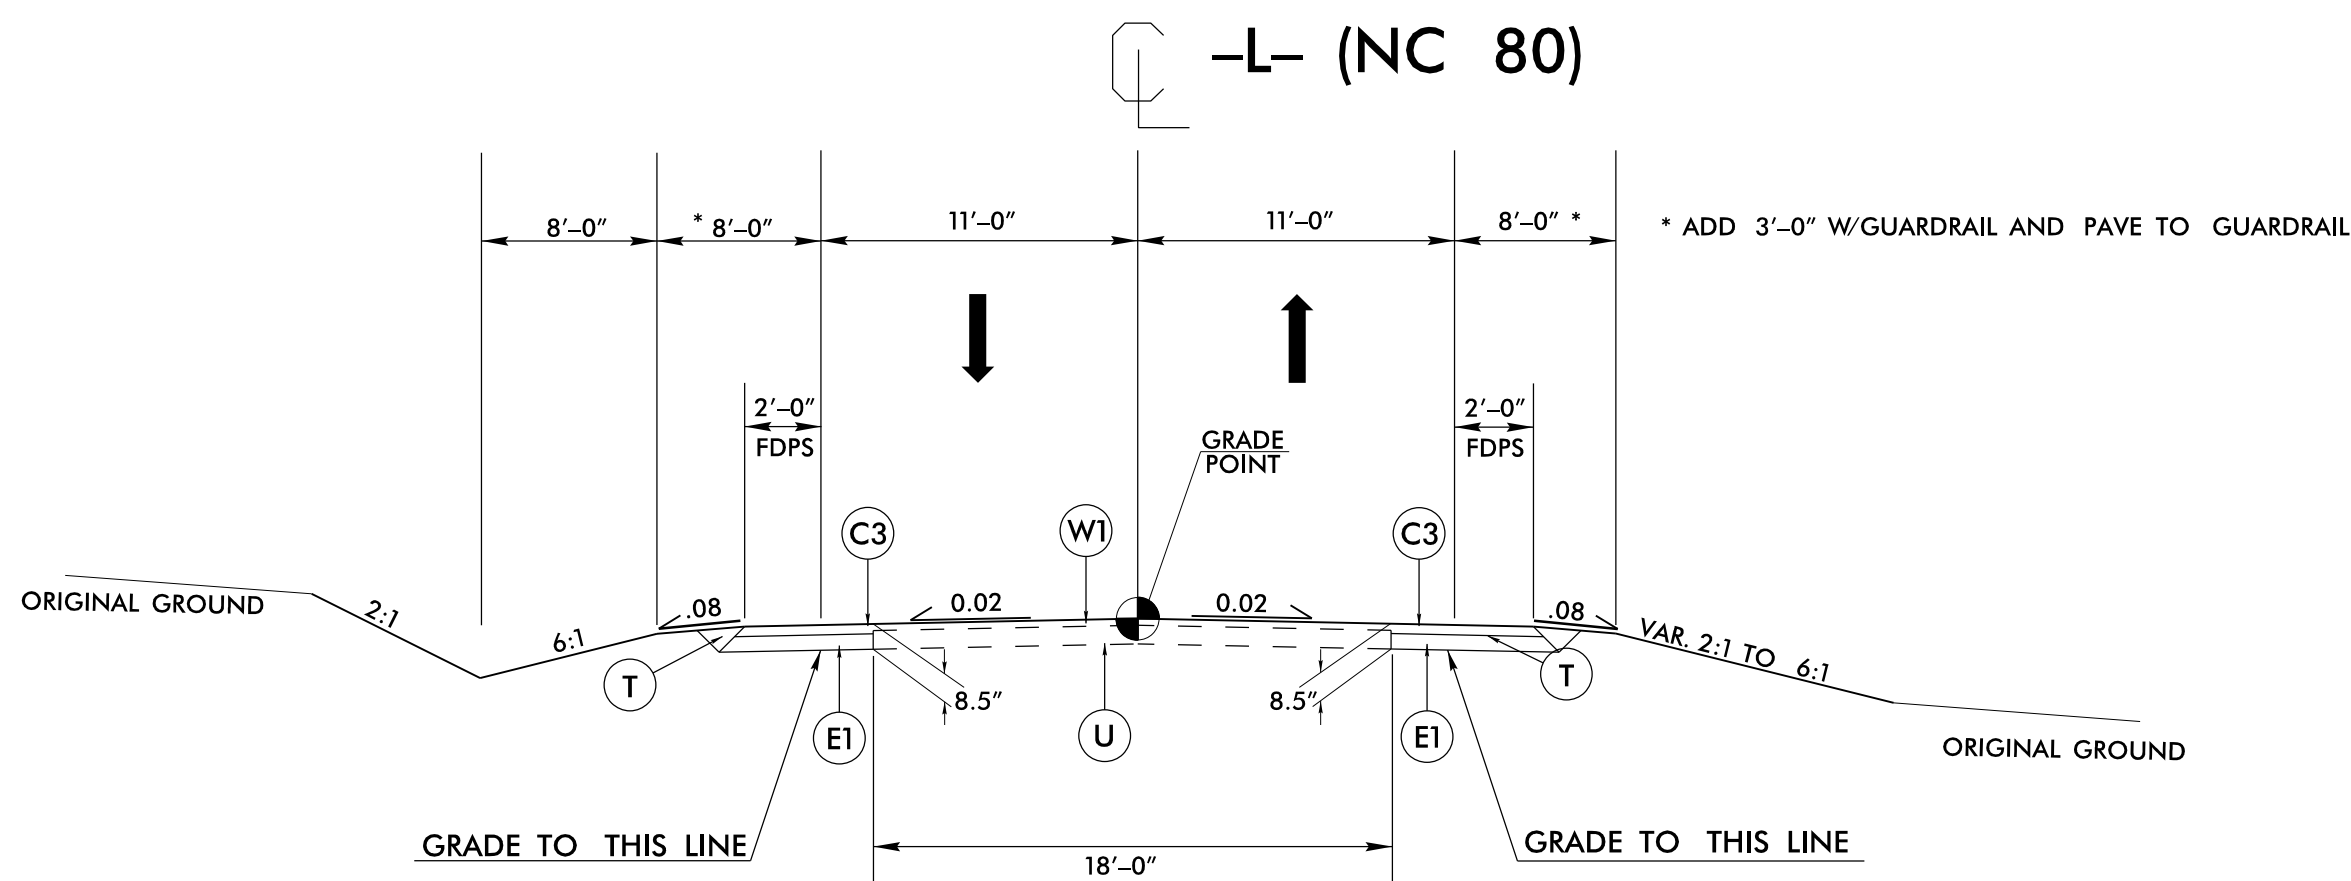 ℄ –L– (NC 80)
8'–0"
* 8'–0"
11'–0"
11'–0"
8'–0" *
* ADD 3'–0" W/GUARDRAIL AND PAVE TO GUARDRAIL
2'–0"
FDPS
2'–0"
FDPS
GRADE
POINT
C3
W1
C3
ORIGINAL GROUND
2:1
6:1
.08
0.02
0.02
.08
VAR. 2:1 TO 6:1
T
8.5"
8.5"
T
E1
U
E1
ORIGINAL GROUND
GRADE TO THIS LINE
18'–0"
GRADE TO THIS LINE